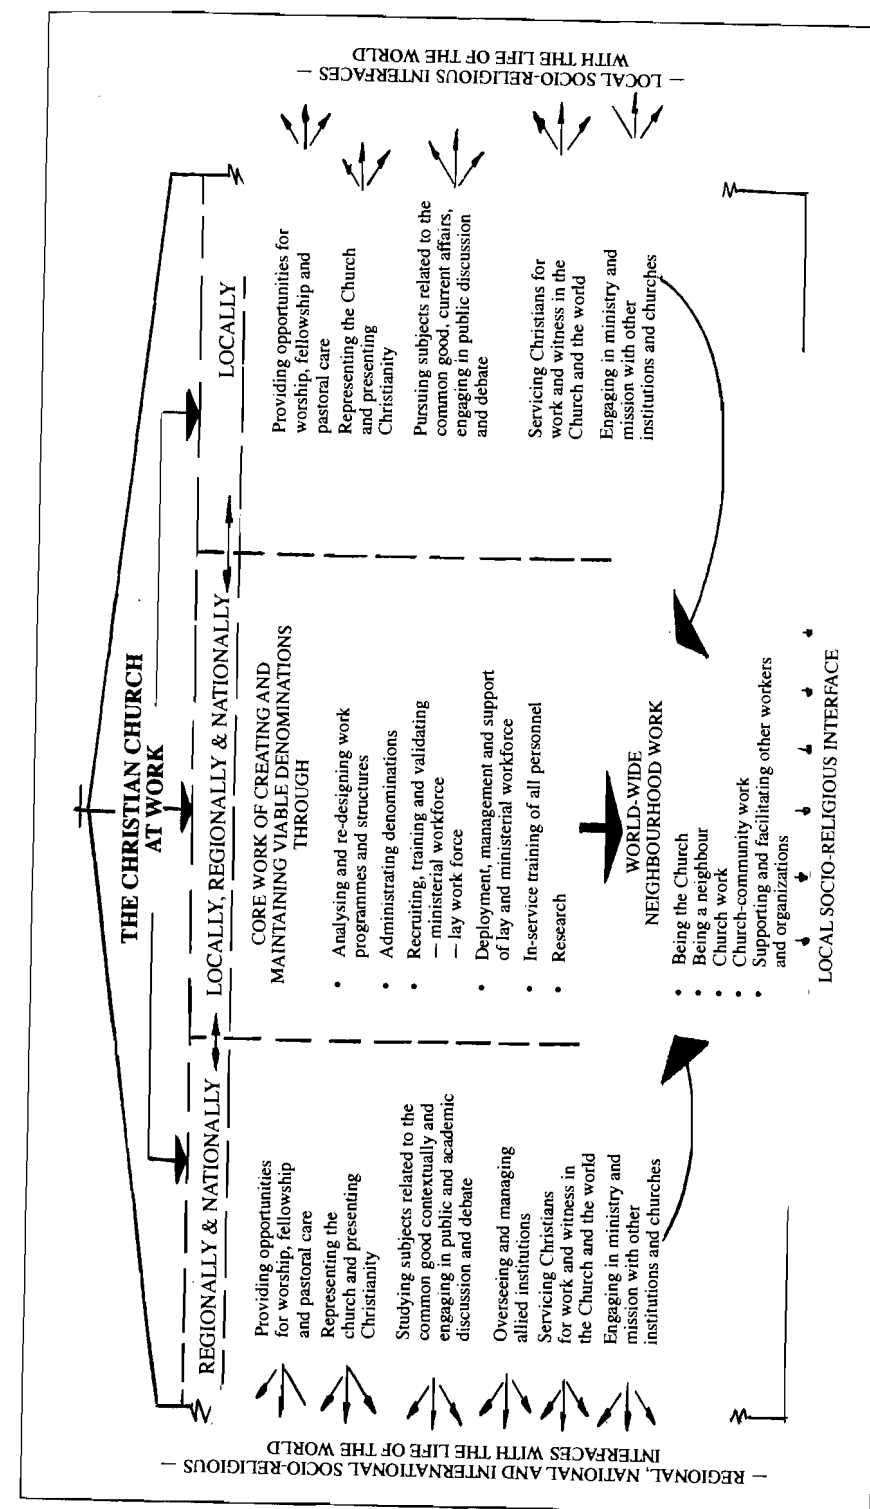 THE CHRISTIAN CHURCH
AT WORK
REGIONALLY & NATIONALLY
LOCALLY, REGIONALLY & NATIONALLY
LOCALLY
– REGIONAL, NATIONAL AND INTERNATIONAL SOCIO-RELIGIOUS
INTERFACES WITH THE LIFE OF THE WORLD
Providing opportunities
for worship, fellowship
and pastoral care
Representing the
church and presenting
Christianity
Studying subjects related to the
common good contextually and
engaging in public and academic
discussion and debate
Overseeing and managing
allied institutions
Servicing Christians
for work and witness in
the Church and the world
Engaging in ministry and
mission with other
institutions and churches
CORE WORK OF CREATING AND
MAINTAINING VIABLE DENOMINATIONS
THROUGH
• Analysing and re-designing work
programmes and structures
• Administrating denominations
• Recruiting, training and validating
– ministerial workforce
– lay work force
• Deployment, management and support
of lay and ministerial workforce
• In-service training of all personnel
• Research
WORLD-WIDE
NEIGHBOURHOOD WORK
• Being the Church
• Being a neighbour
• Church work
• Church-community work
• Supporting and facilitating other workers
and organizations
LOCAL SOCIO-RELIGIOUS INTERFACE
Providing opportunities for
worship, fellowship and
pastoral care
Representing the Church
and presenting
Christianity
Pursuing subjects related to the
common good, current affairs,
engaging in public discussion
and debate
Servicing Christians for
work and witness in the
Church and the world
Engaging in ministry and
mission with other
institutions and churches
– LOCAL SOCIO-RELIGIOUS INTERFACES –
WITH THE LIFE OF THE WORLD